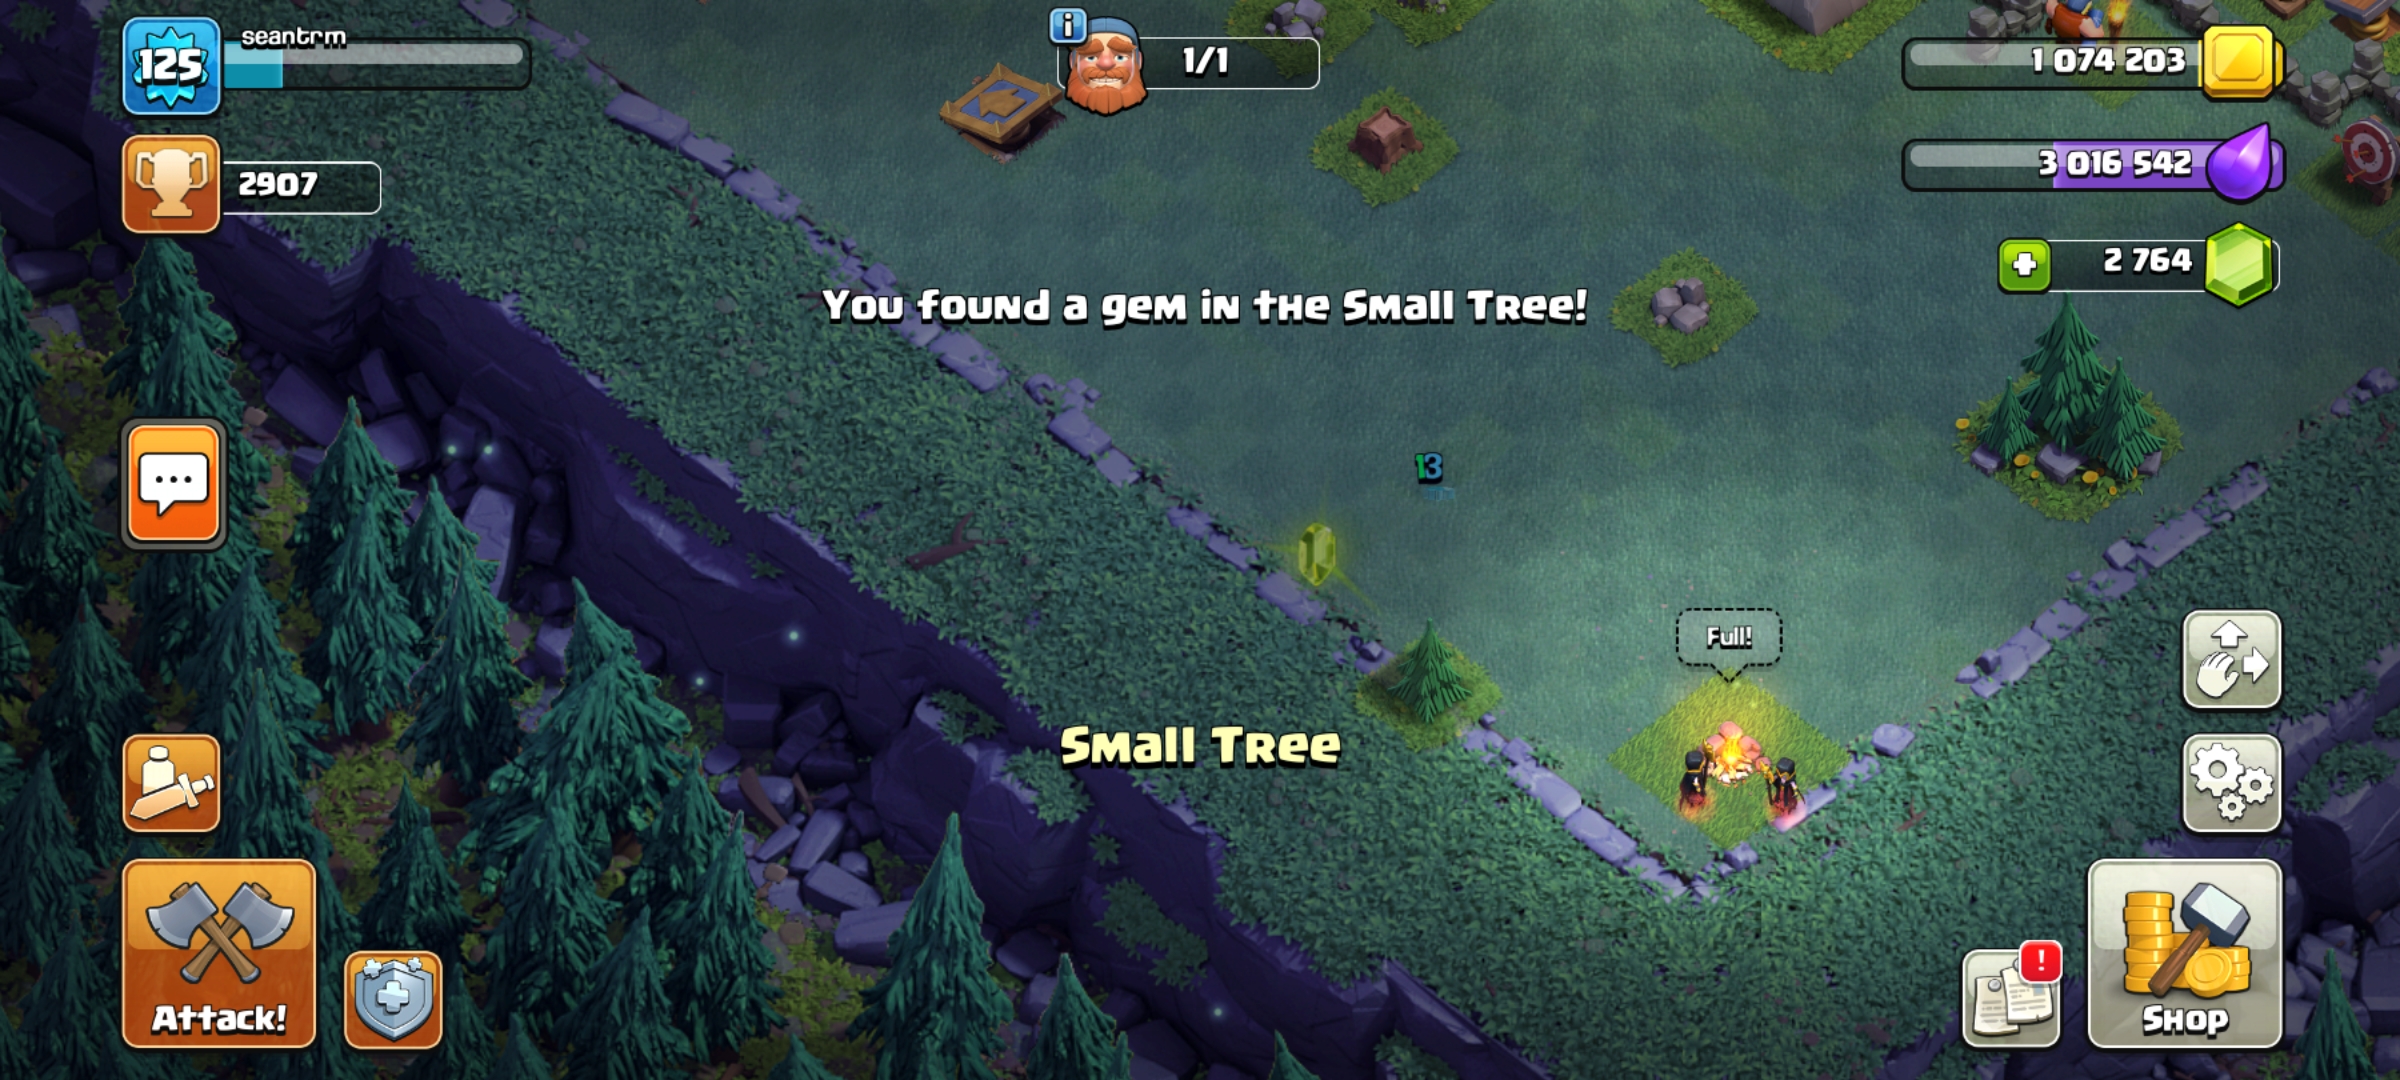 seantrm
125
1/1
1 074 203
2907
3 016 542
2 764
You found a gem in the Small Tree!
13
Full!
Small Tree
!
Attack!
Shop